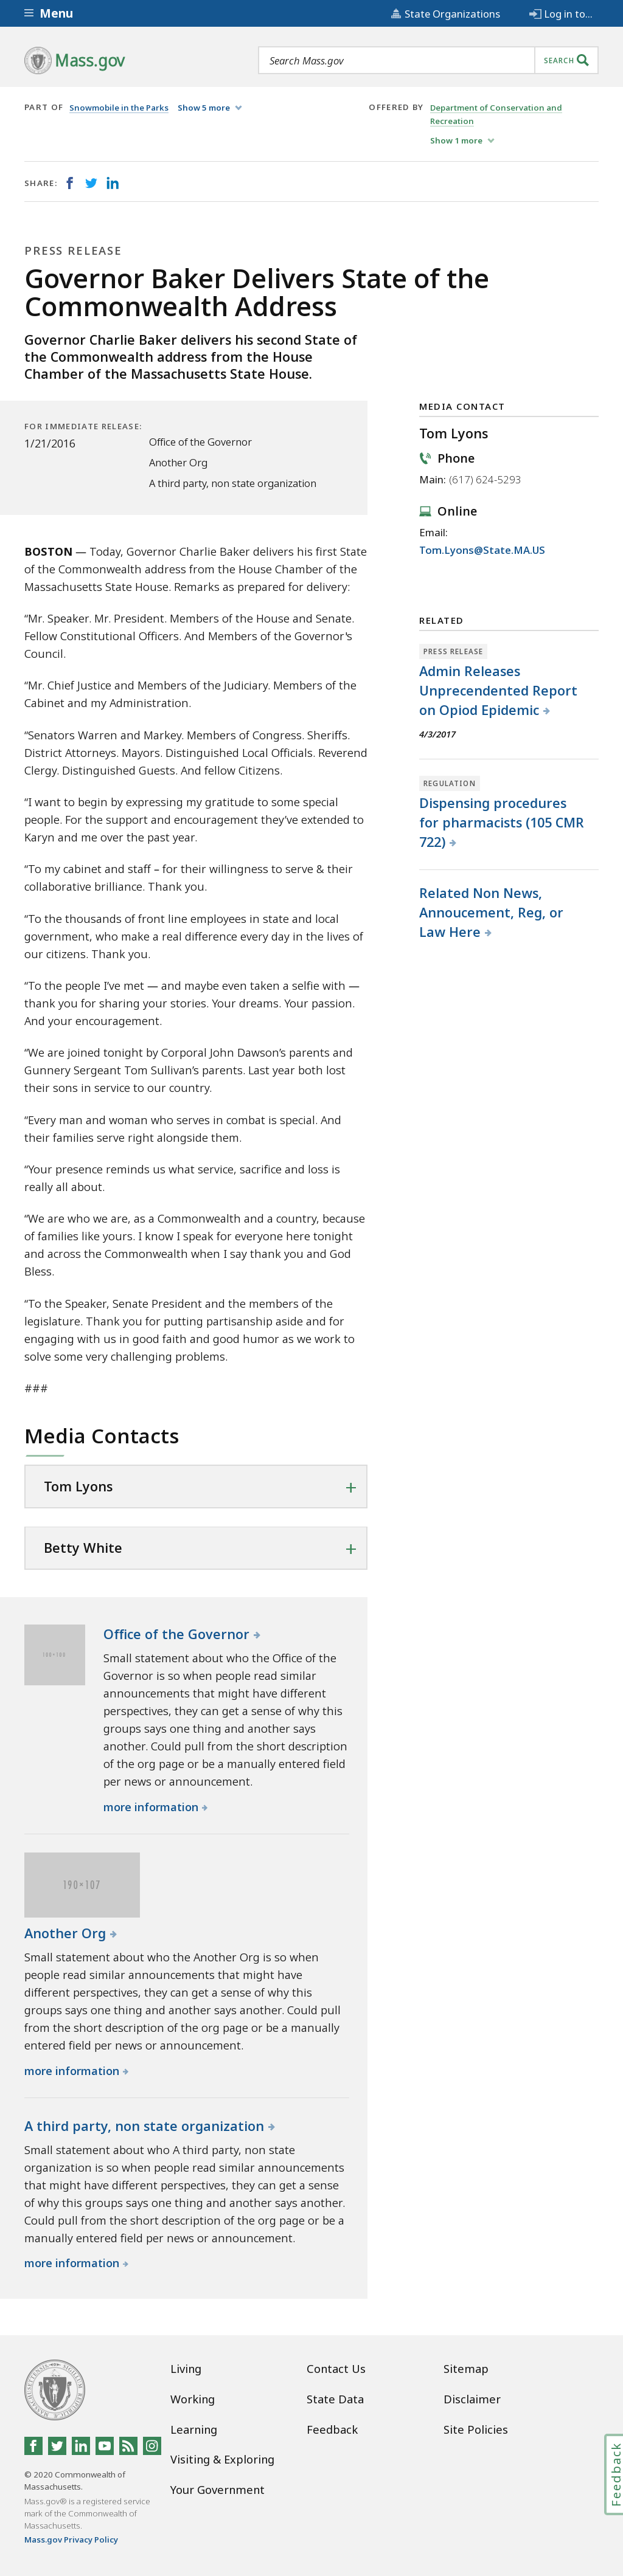 Menu
State Organizations
Log in to...
Mass.gov
Search Mass.gov
SEARCH
PART OF Snowmobile in the Parks Show 5 more
OFFERED BY Department of Conservation and
Recreation
Show 1 more
SHARE:
PRESS RELEASE
Governor Baker Delivers State of the
Commonwealth Address
Governor Charlie Baker delivers his second State of
the Commonwealth address from the House
Chamber of the Massachusetts State House.
FOR IMMEDIATE RELEASE:
1/21/2016
Office of the Governor
Another Org
A third party, non state organization
MEDIA CONTACT
Tom Lyons
Phone
Main: (617) 624-5293
Online
Email:
Tom.Lyons@State.MA.US
RELATED
PRESS RELEASE
Admin Releases
Unprecendented Report
on Opiod Epidemic
4/3/2017
REGULATION
Dispensing procedures
for pharmacists (105 CMR
722)
Related Non News,
Annoucement, Reg, or
Law Here
BOSTON — Today, Governor Charlie Baker delivers his first State
of the Commonwealth address from the House Chamber of the
Massachusetts State House. Remarks as prepared for delivery:
“Mr. Speaker. Mr. President. Members of the House and Senate.
Fellow Constitutional Officers. And Members of the Governor’s
Council.
“Mr. Chief Justice and Members of the Judiciary. Members of the
Cabinet and my Administration.
“Senators Warren and Markey. Members of Congress. Sheriffs.
District Attorneys. Mayors. Distinguished Local Officials. Reverend
Clergy. Distinguished Guests. And fellow Citizens.
“I want to begin by expressing my gratitude to some special
people. For the support and encouragement they’ve extended to
Karyn and me over the past year.
“To my cabinet and staff – for their willingness to serve & their
collaborative brilliance. Thank you.
“To the thousands of front line employees in state and local
government, who make a real difference every day in the lives of
our citizens. Thank you.
“To the people I’ve met — and maybe even taken a selfie with —
thank you for sharing your stories. Your dreams. Your passion.
And your encouragement.
“We are joined tonight by Corporal John Dawson’s parents and
Gunnery Sergeant Tom Sullivan’s parents. Last year both lost
their sons in service to our country.
“Every man and woman who serves in combat is special. And
their families serve right alongside them.
“Your presence reminds us what service, sacrifice and loss is
really all about.
“We are who we are, as a Commonwealth and a country, because
of families like yours. I know I speak for everyone here tonight
and across the Commonwealth when I say thank you and God
Bless.
“To the Speaker, Senate President and the members of the
legislature. Thank you for putting partisanship aside and for
engaging with us in good faith and good humor as we work to
solve some very challenging problems.
###
Media Contacts
Tom Lyons
Betty White
100×100
Office of the Governor
Small statement about who the Office of the
Governor is so when people read similar
announcements that might have different
perspectives, they can get a sense of why this
groups says one thing and another says
another. Could pull from the short description
of the org page or be a manually entered field
per news or announcement.
more information
190×107
Another Org
Small statement about who the Another Org is so when
people read similar announcements that might have
different perspectives, they can get a sense of why this
groups says one thing and another says another. Could pull
from the short description of the org page or be a manually
entered field per news or announcement.
more information
A third party, non state organization
Small statement about who A third party, non state
organization is so when people read similar announcements
that might have different perspectives, they can get a sense
of why this groups says one thing and another says another.
Could pull from the short description of the org page or be a
manually entered field per news or announcement.
more information
Living
Working
Learning
Visiting & Exploring
Your Government
Contact Us
State Data
Feedback
Sitemap
Disclaimer
Site Policies
© 2020 Commonwealth of
Massachusetts.
Mass.gov® is a registered service
mark of the Commonwealth of
Massachusetts.
Mass.gov Privacy Policy
Feedback